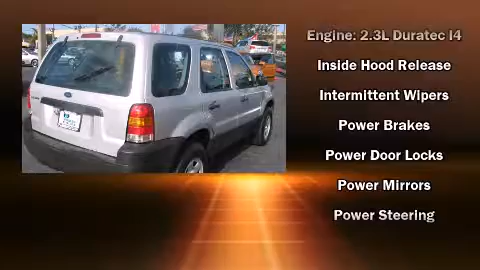 Engine: 2.3L Duratec I4
Inside Hood Release
Intermittent Wipers
Power Brakes
Power Door Locks
Power Mirrors
Power Steering